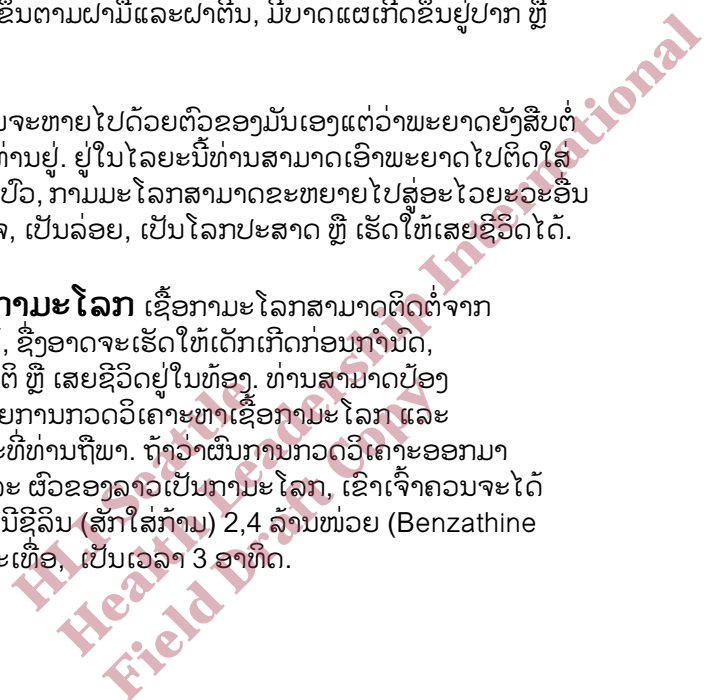 ຂຶ້ນຕາມຝາມືແລະຝາຕີນ, ມີບາດແຜເກີດຂຶ້ນຢູ່ປາກ ຫຼື
ຈະຫາຍໄປດ້ວຍຕົວຂອງມັນເອງແຕ່ວ່າພະຍາດຍັງສືບຕໍ່
ທ່ານຢູ່. ຢູ່ໃນໄລຍະນີ້ທ່ານສາມາດເອົາພະຍາດໄປຕິດໃສ່
ປົວ, ການມະໂລກສາມາດຂະຫຍາຍໄປສູ່ອະໄວຍະວະອື່ນ
ເປັນລ່ອຍ, ເປັນໂລກປະສາດ ຫຼື ເຮັດໃຫ້ເສຍຊີວິດໄດ້.
ກາມະໂລກ ເຊື້ອກາມະໂລກສາມາດຕິດຕໍ່ຈາກ
ຊຶ່ງອາດຈະເຮັດໃຫ້ເດັກເກີດກ່ອນກຳນົດ,
ຫຼື ເສຍຊີວິດຢູ່ໃນທ້ອງ. ທ່ານສາມາດປ້ອງ
ການກວດວິເຄາະຫາເຊື້ອກາມະໂລກ ແລະ
ທີ່ທ່ານຖືພາ. ຖ້າວ່າຜົນການກວດວິເຄາະອອກມາ
ຜົວຂອງລາວເປັນກາມະໂລກ, ເຂົາເຈົ້າຄວນຈະໄດ້
ນີຊີລິນ (ສັກໃສ່ກ້າມ) 2,4 ລ້ານໜ່ວຍ (Benzathine
ະເທື່ອ, ເປັນເວລາ 3 ອາທິດ.
HLI Seattle
Health Leadership International
Field Draft Copy